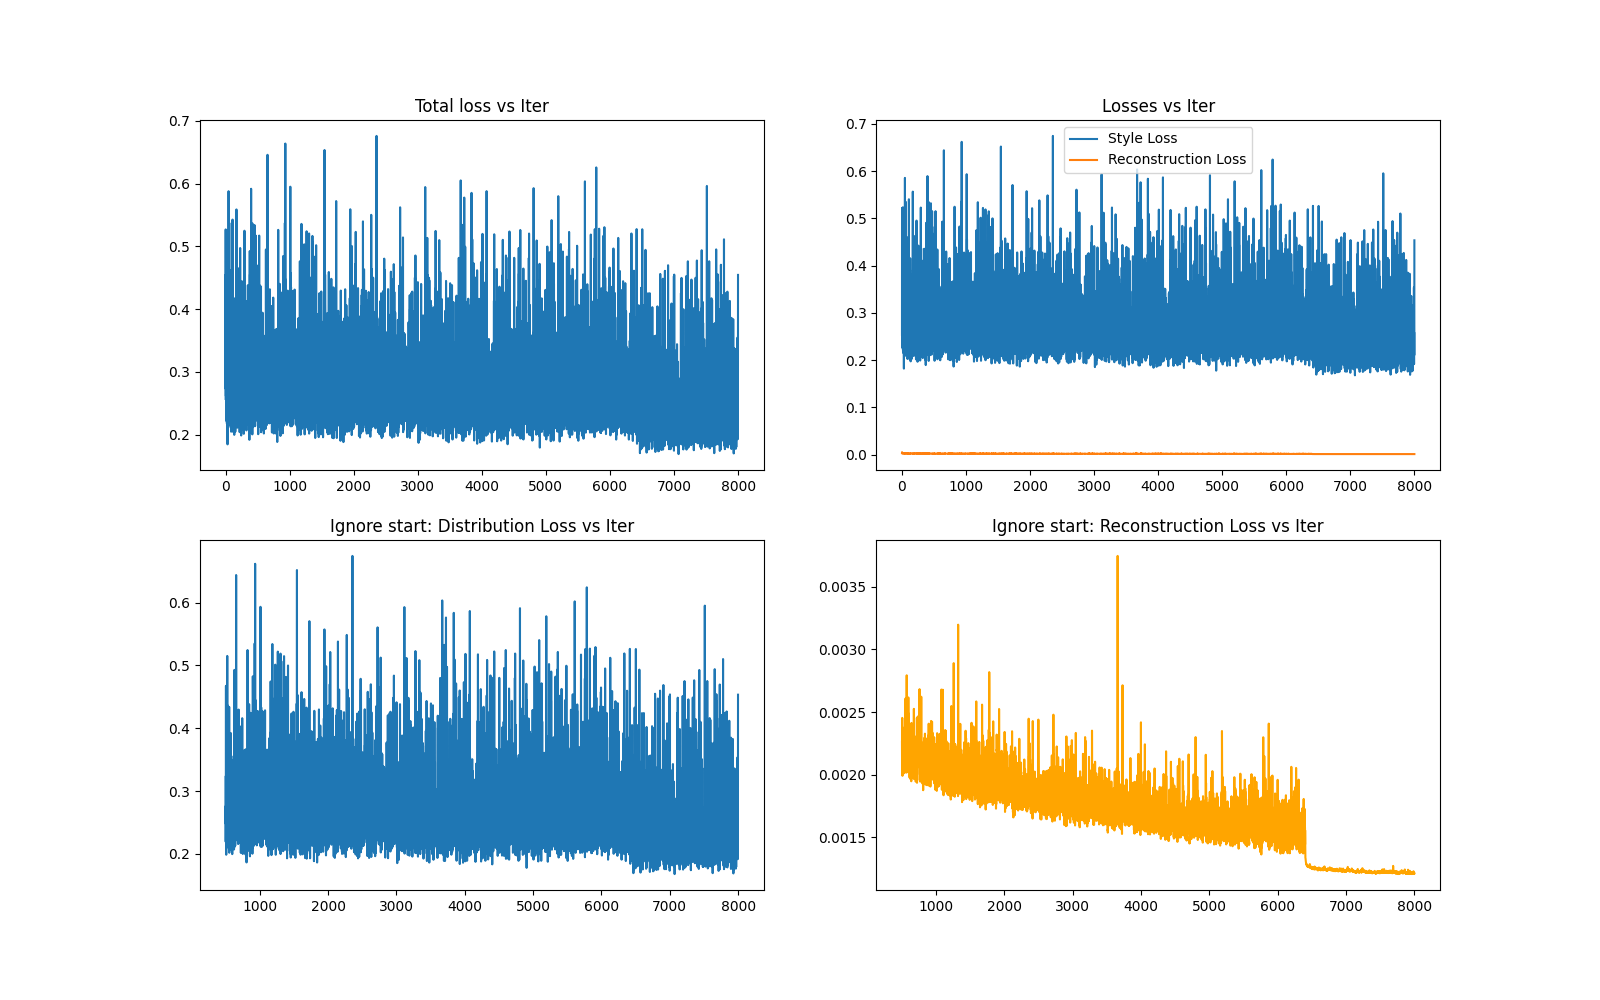 Total loss vs Iter
0.7
0.6
0.5
0.4
0.3
0.2
0 1000 2000 3000 4000 5000 6000 7000 8000
Losses vs Iter
Style Loss
Reconstruction Loss
0.7
0.6
0.5
0.4
0.3
0.2
0.1
0.0
0 1000 2000 3000 4000 5000 6000 7000 8000
Ignore start: Distribution Loss vs Iter
0.6
0.5
0.4
0.3
0.2
1000 2000 3000 4000 5000 6000 7000 8000
Ignore start: Reconstruction Loss vs Iter
0.0035
0.0030
0.0025
0.0020
0.0015
1000 2000 3000 4000 5000 6000 7000 8000